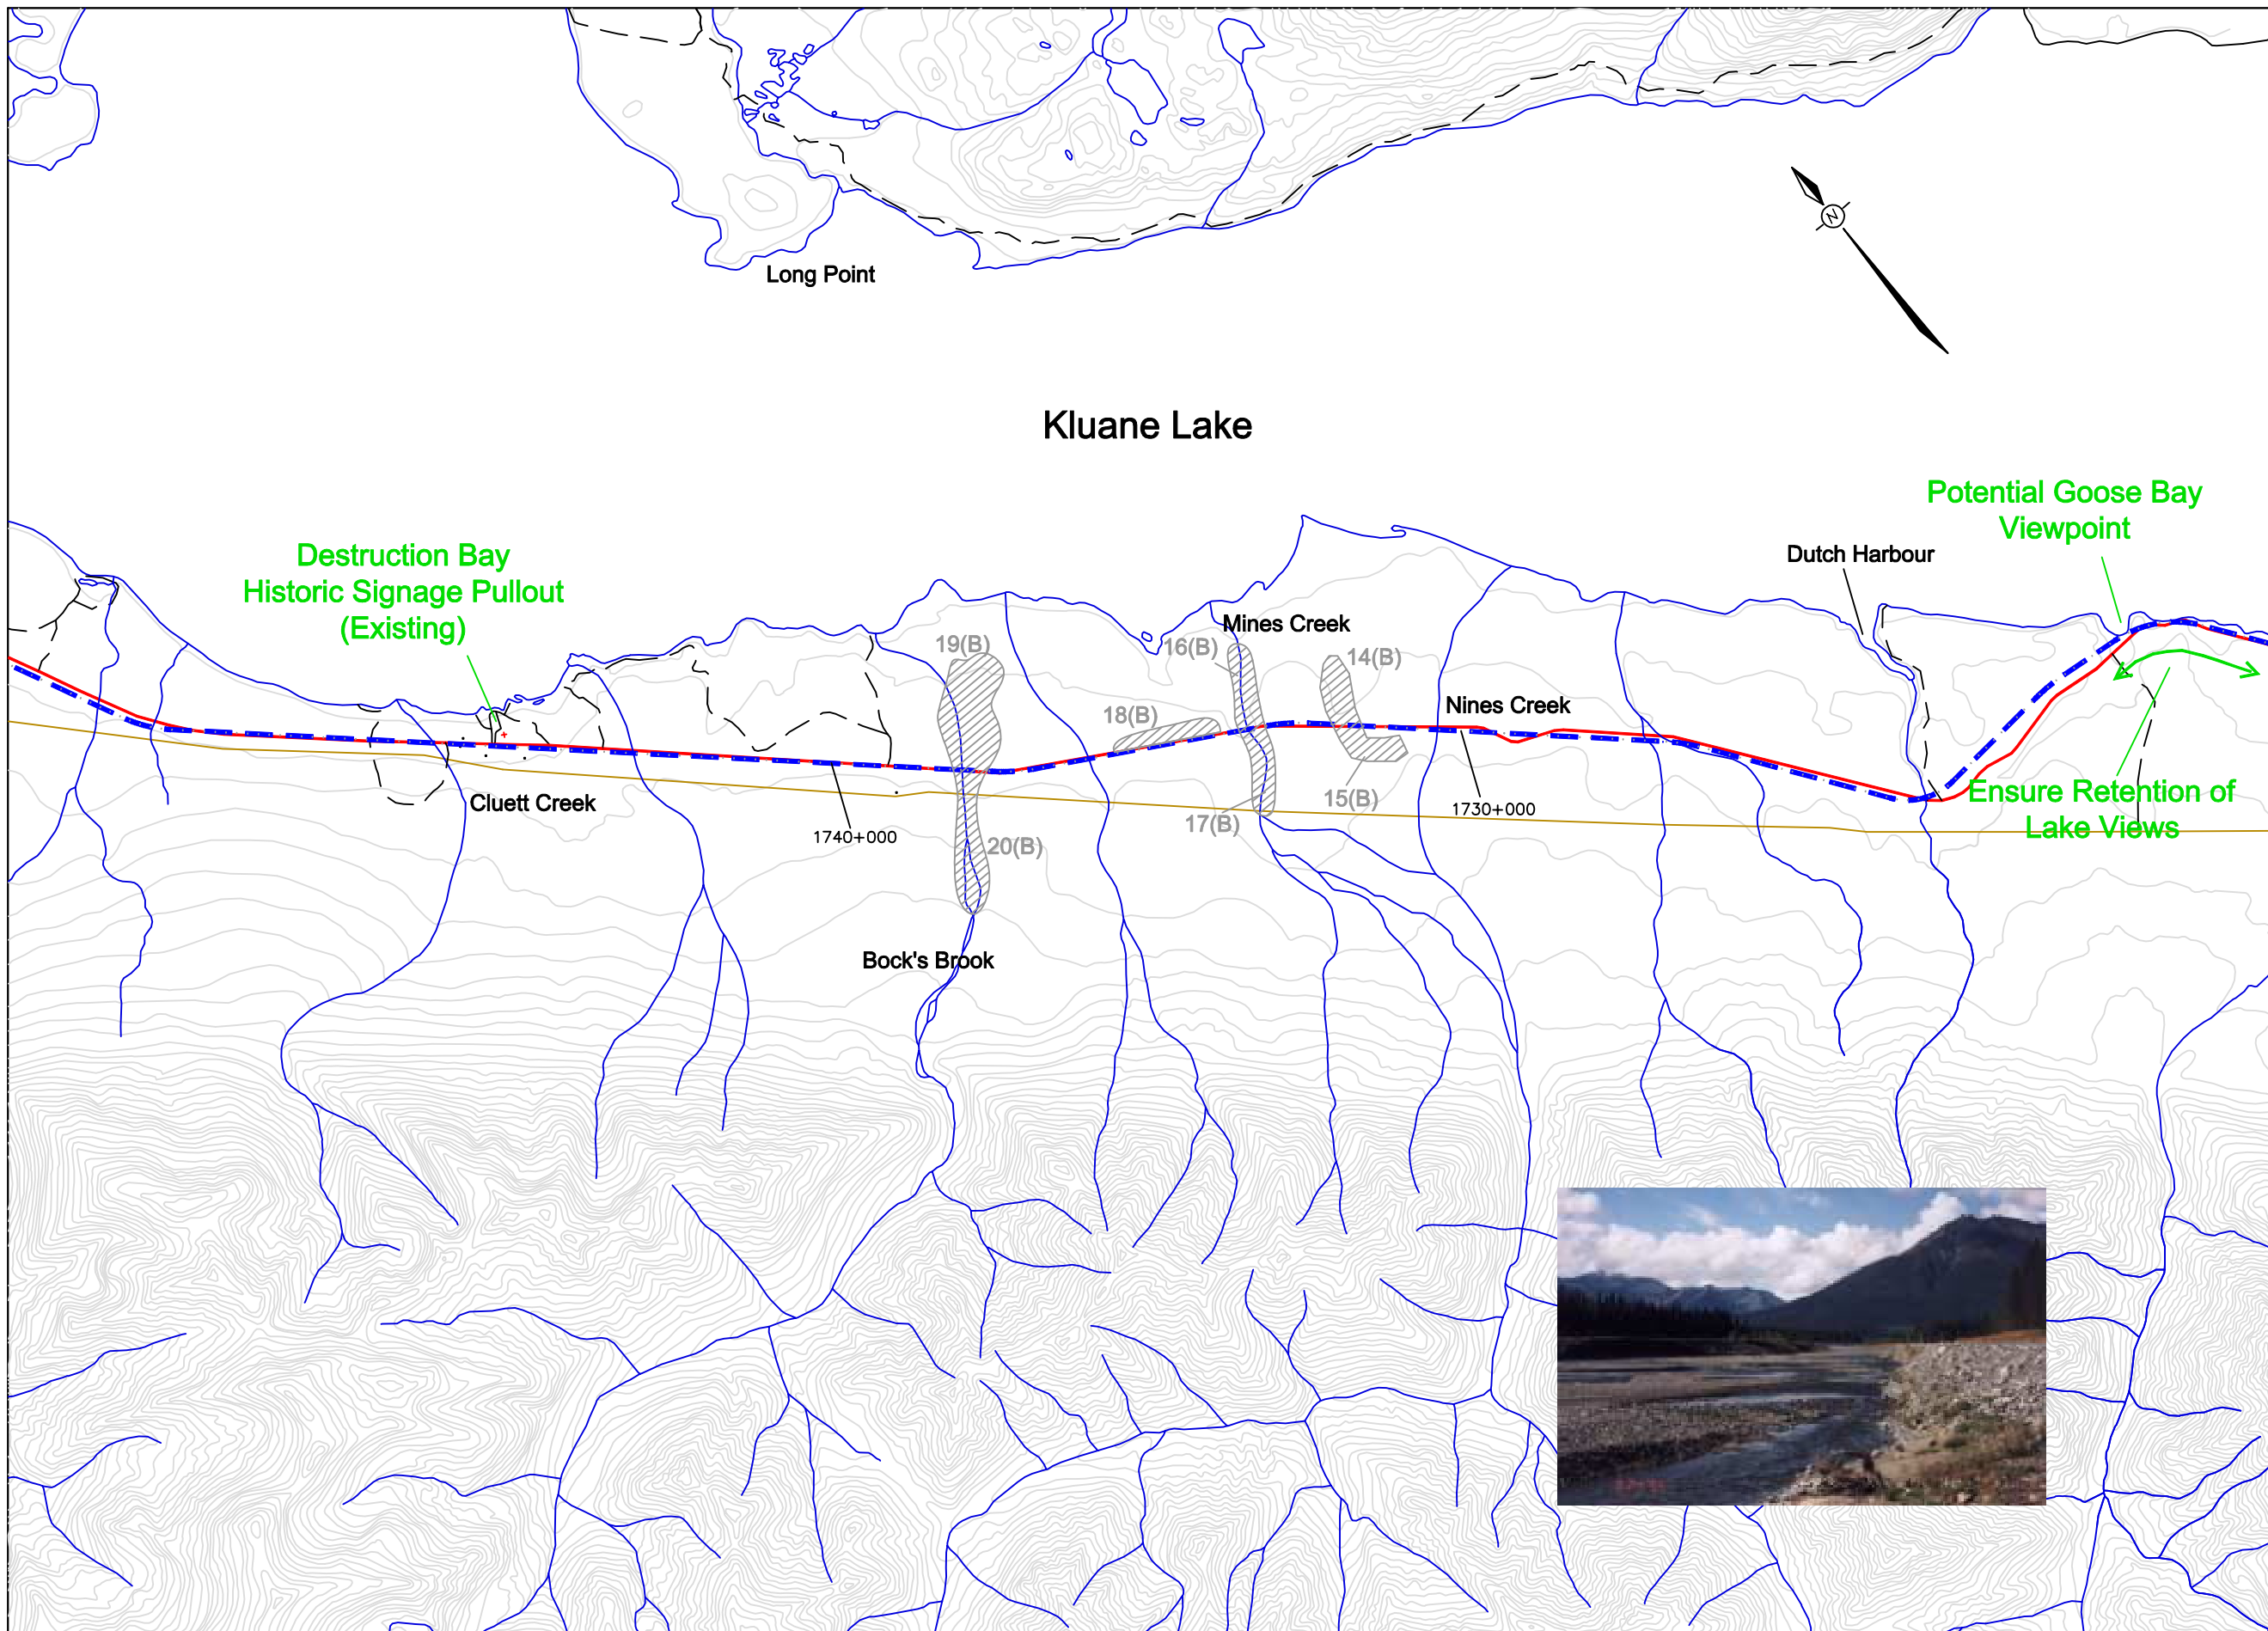 Long Point
N
Kluane Lake
Potential Goose Bay
Viewpoint
Destruction Bay
Historic Signage Pullout
(Existing)
Dutch Harbour
Mines Creek
19(B)
16(B)
14(B)
18(B)
Nines Creek
Cluett Creek
1740+000
15(B)
17(B)
1730+000
Ensure Retention of
Lake Views
20(B)
Bock's Brook